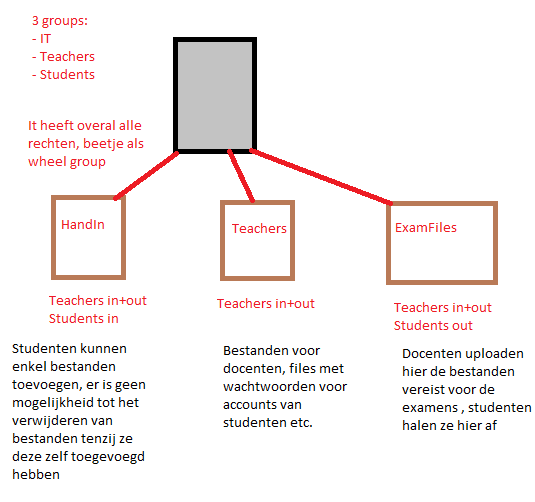 3 groups:
- IT
- Teachers
- Students
It heeft overal alle
rechten, beetje als
wheel group
HandIn
Teachers in+out
Students in
Studenten kunnen
enkel bestanden
toevoegen, er is geen
mogelijkheid tot het
verwijderen van
bestanden tenzij ze
deze zelf toegevoegd
hebben
Teachers
Teachers in+out
Bestanden voor
docenten, files met
wachtwoorden voor
accounts van
studenten etc.
ExamFiles
Teachers in+out
Students out
Docenten uploaden
hier de bestanden
vereist voor de
examens , studenten
halen ze hier af